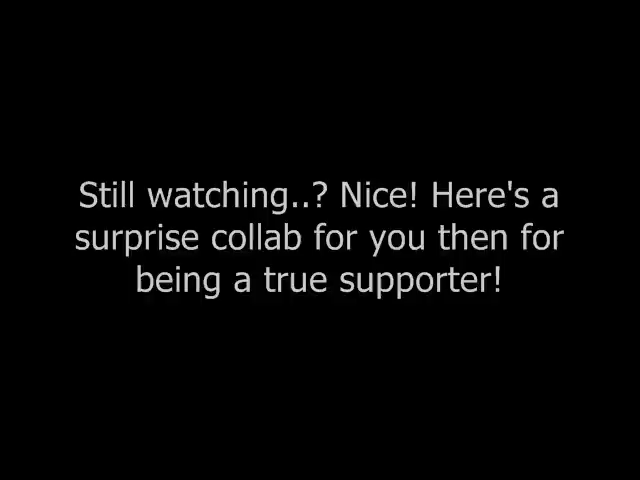 Still watching..? Nice! Here's a
surprise collab for you then for
being a true supporter!